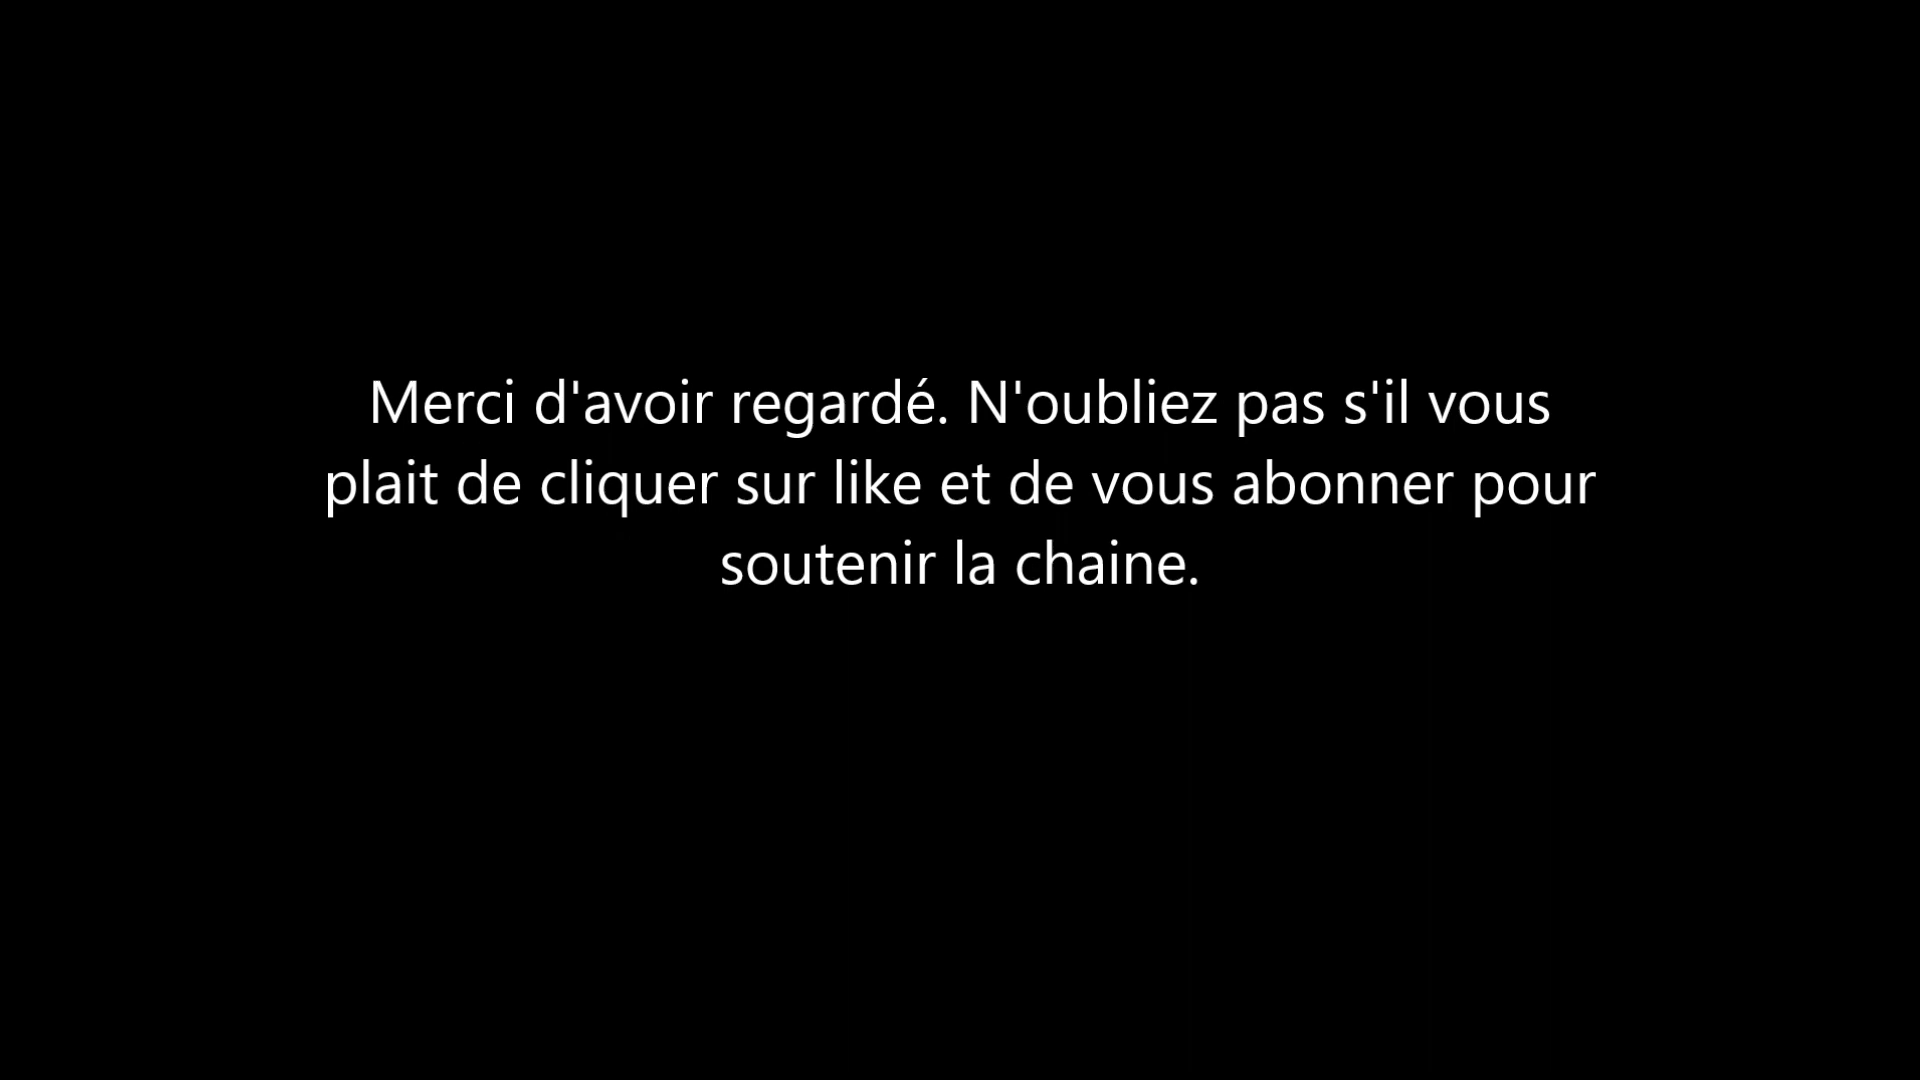 Merci d'avoir regardé. N'oubliez pas s'il vous
plait de cliquer sur like et de vous abonner pour
soutenir la chaine.